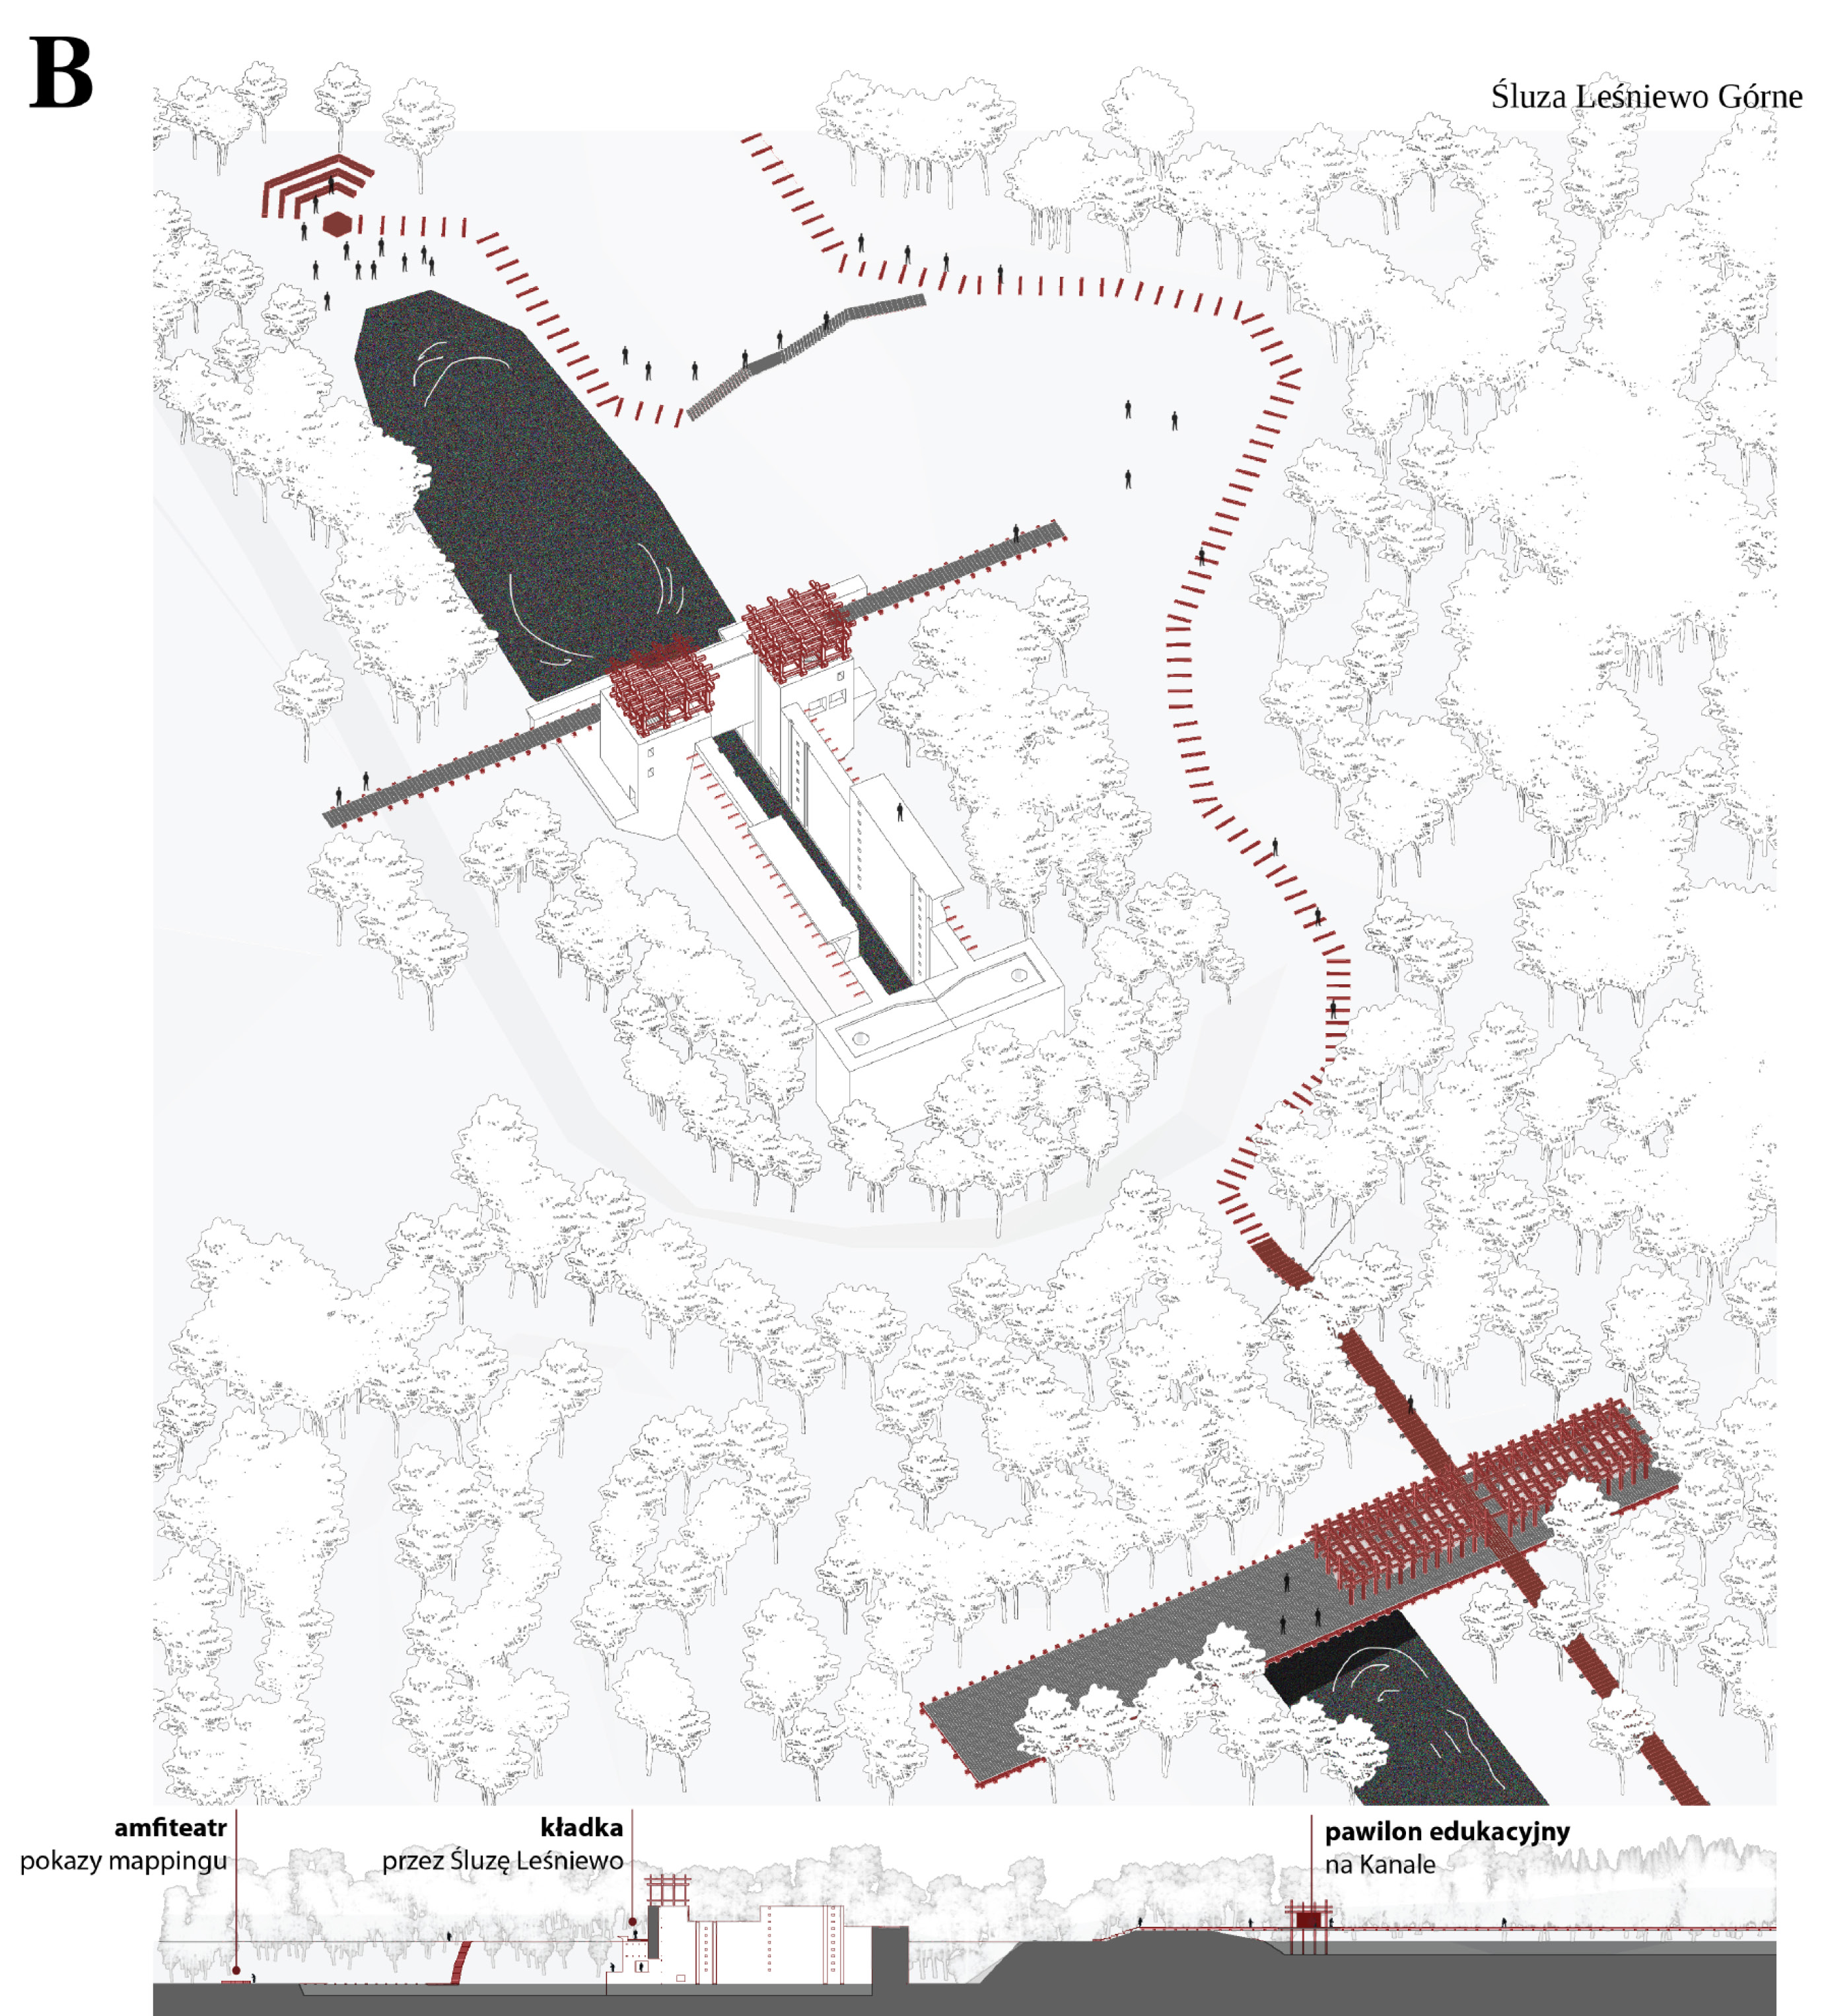 B
Śluza Leśniewo Górne
amfiteatr
pokazy mappingu
kładka
przez Śluzę Leśniewo
pawilon edukacyjny
na Kanale